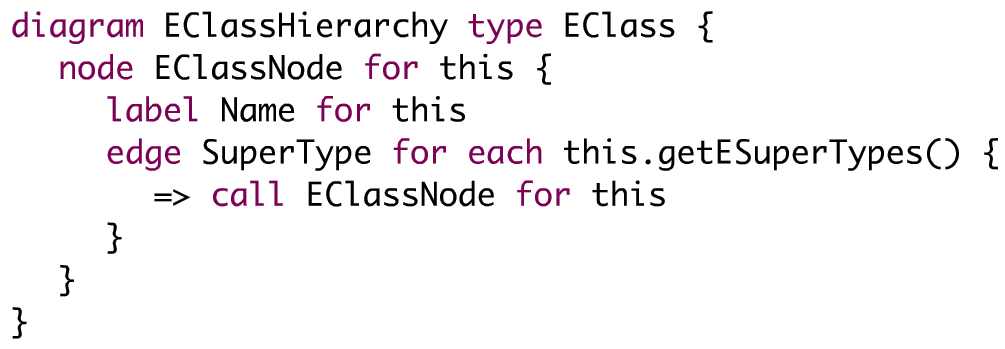 diagram EClassHierarchy type EClass {
node EClassNode for this {
label Name for this
edge SuperType for each this.getESuperTypes() {
=> call EClassNode for this
}
}
}